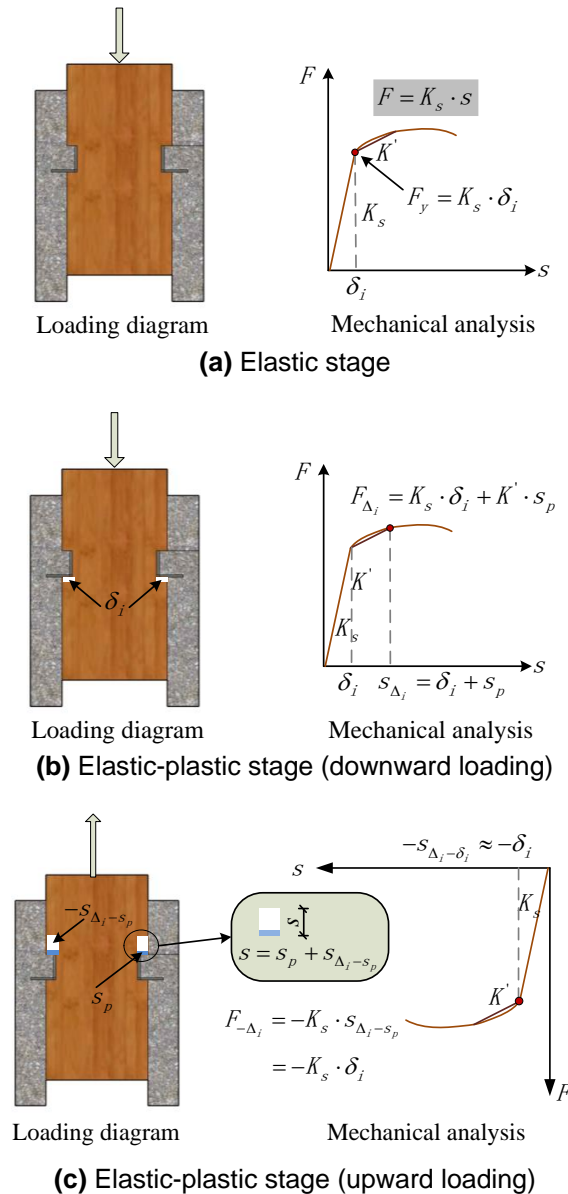 F
F = K_s · s
K'
F_y = K_s · δ_i
K_s
s
δ_i
Loading diagram
Mechanical analysis
(a) Elastic stage
F
F_{Δ_i} = K_s · δ_i + K' · s_p
K'
δ_i
K_s
s
δ_i
s_{Δ_i} = δ_i + s_p
Loading diagram
Mechanical analysis
(b) Elastic-plastic stage (downward loading)
-s_{Δ_i-δ_i} ≈ -δ_i
s
K_s
-s_{Δ_i-s_p}
s
s = s_p + s_{Δ_i-s_p}
s_p
K'
F_{-Δ_i} = -K_s · s_{Δ_i-s_p}
= -K_s · δ_i
F
Loading diagram
Mechanical analysis
(c) Elastic-plastic stage (upward loading)